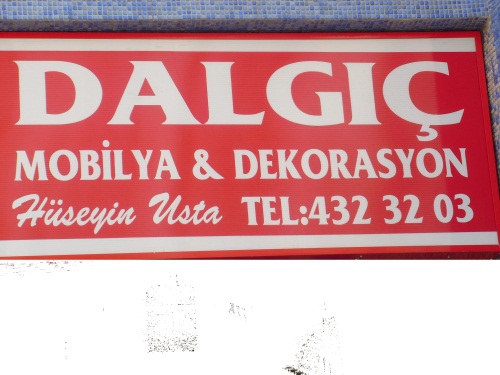 DALGIÇ
MOBİLYA & DEKORASYON
Hüseyin Usta TEL:432 32 03